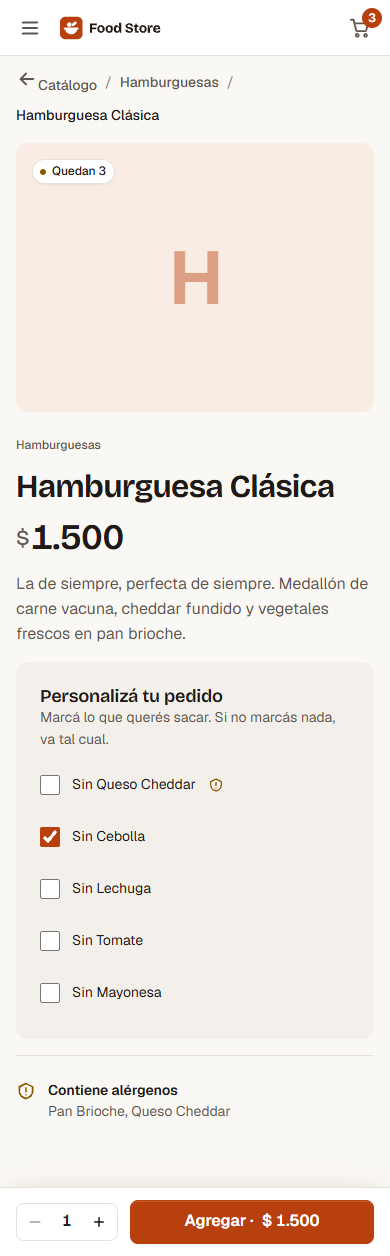 Food Store
3
Catálogo / Hamburguesas /
Hamburguesa Clásica
Quedan 3
H
Hamburguesas
Hamburguesa Clásica
$1.500
La de siempre, perfecta de siempre. Medallón de
carne vacuna, cheddar fundido y vegetales
frescos en pan brioche.
Personalizá tu pedido
Marcá lo que querés sacar. Si no marcás nada,
va tal cual.
Sin Queso Cheddar
Sin Cebolla
Sin Lechuga
Sin Tomate
Sin Mayonesa
Contiene alérgenos
Pan Brioche, Queso Cheddar
− 1 + Agregar · $ 1.500